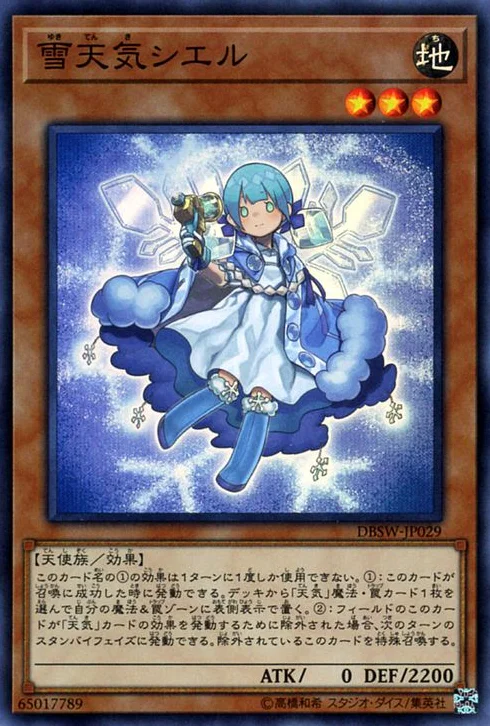 雪天気シエル
地
DBSW-JP029
【天使族/効果】
このカード名の①の効果は1ターンに1度しか使用できない。①:このカードが
召喚に成功した時に発動できる。デッキから「天気」魔法・罠カード1枚を
選んで自分の魔法&罠ゾーンに表側表示で置く。②:フィールドのこのカー
ドが「天気」カードの効果を発動するために除外された場合、次のターンの
スタンバイフェイズに発動できる。除外されているこのカードを特殊召喚する。
ATK/ 0 DEF/2200
65017789 ©高橋和希 スタジオ・ダイス/集英社